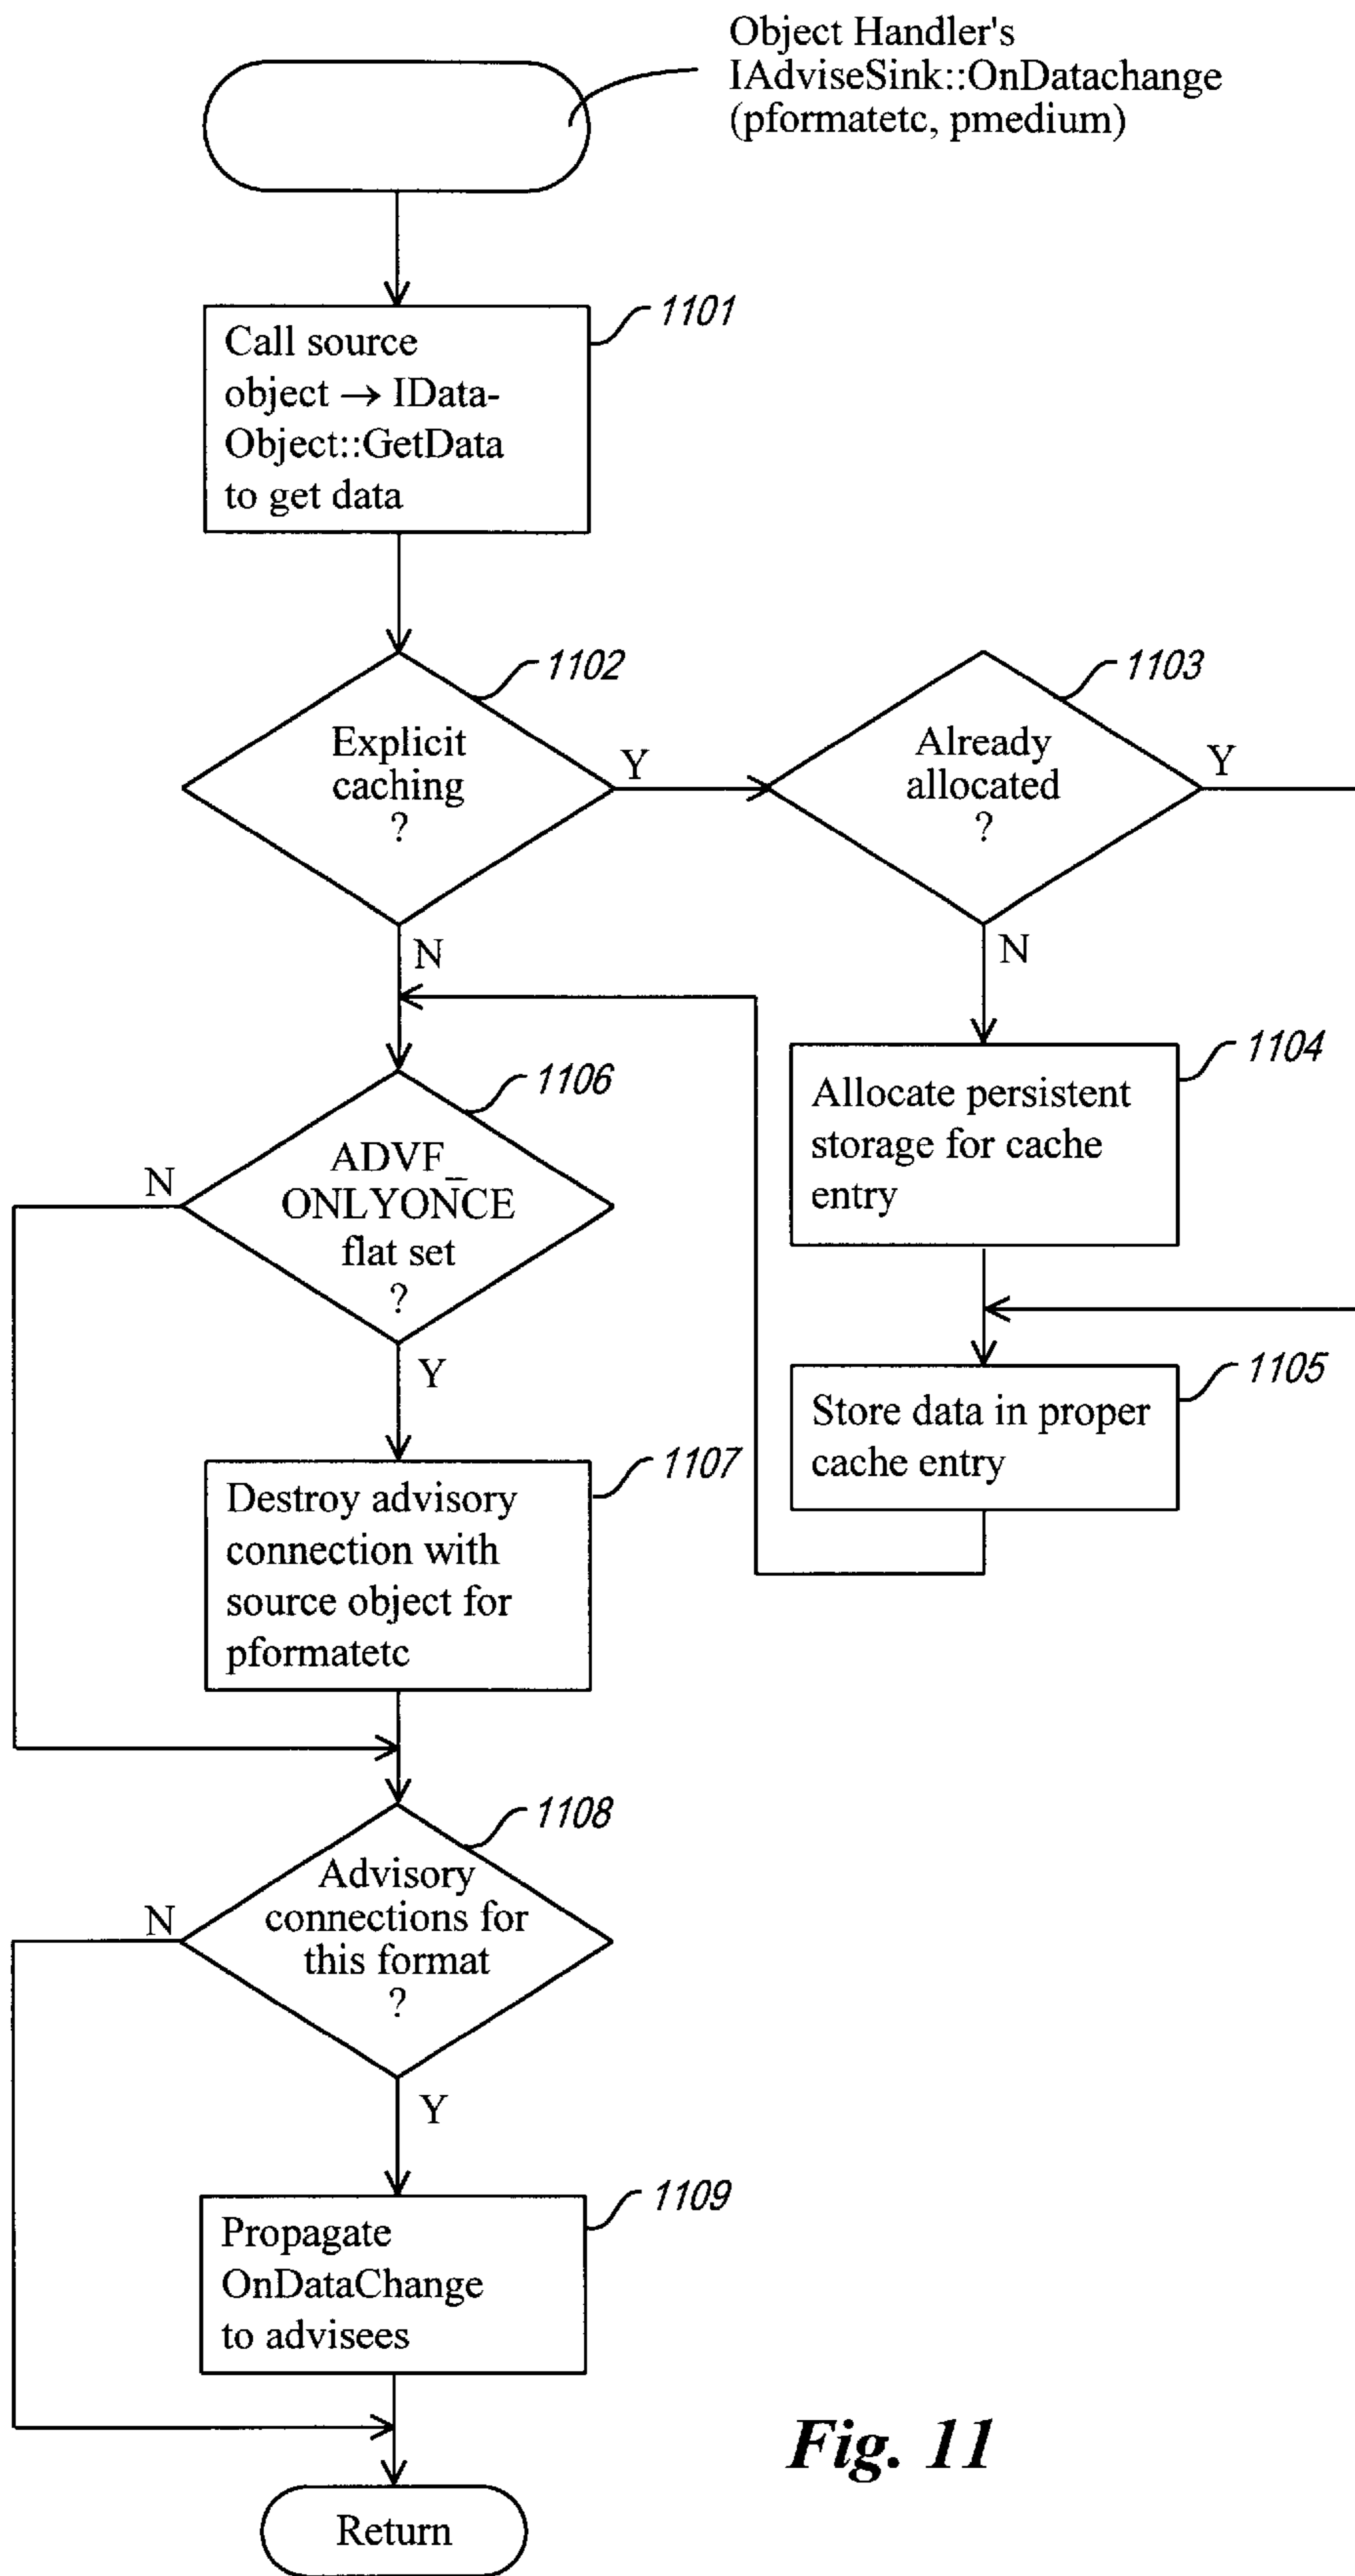 Object Handler's
IAdviseSink::OnDatachange
(pformatetc, pmedium)
1101
Call source
object → IData-
Object::GetData
to get data
1102
Explicit
caching
?
Y
N
1103
Already
allocated
?
Y
N
1104
Allocate persistent
storage for cache
entry
1105
Store data in proper
cache entry
1106
ADVF_
ONLYONCE
flat set
?
N
Y
1107
Destroy advisory
connection with
source object for
pformatetc
1108
Advisory
connections for
this format
?
N
Y
1109
Propagate
OnDataChange
to advisees
Return
Fig. 11